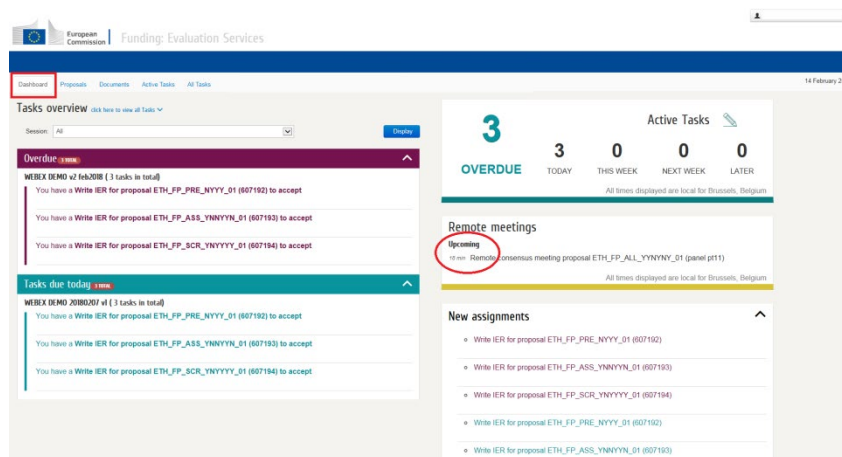 European
Commission
Funding: Evaluation Services
Dashboard Proposals Documents Active Tasks All Tasks
14 February 2
Tasks overview click here to view all Tasks
Session: All
Display
Overdue 3 TOTAL
WEBEX DEMO v2 feb2018 ( 3 tasks in total)
You have a Write IER for proposal ETH_FP_PRE_NYYY_01 (607192) to accept
You have a Write IER for proposal ETH_FP_ASS_YNNYYN_01 (607193) to accept
You have a Write IER for proposal ETH_FP_SCR_YNYYYY_01 (607194) to accept
Tasks due today 3 TOTAL
WEBEX DEMO 20180207 v1 ( 3 tasks in total)
You have a Write IER for proposal ETH_FP_PRE_NYYY_01 (607192) to accept
You have a Write IER for proposal ETH_FP_ASS_YNNYYN_01 (607193) to accept
You have a Write IER for proposal ETH_FP_SCR_YNYYYY_01 (607194) to accept
Active Tasks
3 3 0 0 0
OVERDUE TODAY THIS WEEK NEXT WEEK LATER
All times displayed are local for Brussels, Belgium
Remote meetings
Upcoming
15 min Remote consensus meeting proposal ETH_FP_ALL_YYNYNY_01 (panel pt11)
All times displayed are local for Brussels, Belgium
New assignments
Write IER for proposal ETH_FP_PRE_NYYY_01 (607192)
Write IER for proposal ETH_FP_ASS_YNNYYN_01 (607193)
Write IER for proposal ETH_FP_SCR_YNYYYY_01 (607194)
Write IER for proposal ETH_FP_PRE_NYYY_01 (607192)
Write IER for proposal ETH_FP_ASS_YNNYYN_01 (607193)